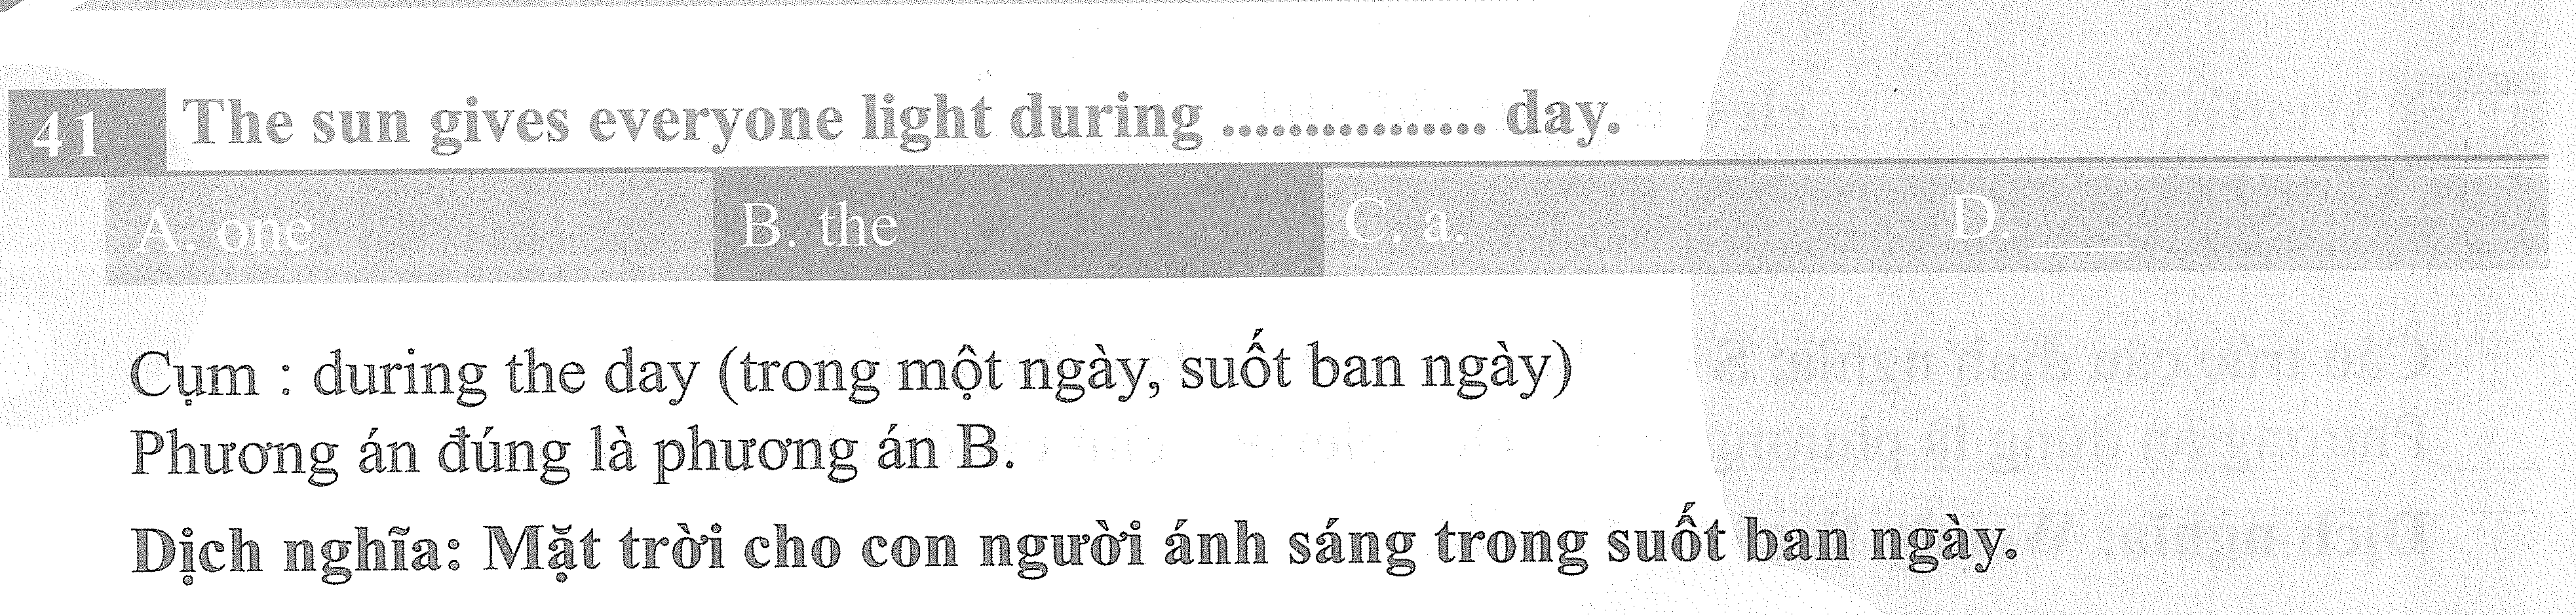 41 The sun gives everyone light during ............... day.
A. one B. the C. a. D. ____
Cụm : during the day (trong một ngày, suốt ban ngày)
Phương án đúng là phương án B.
Dịch nghĩa: Mặt trời cho con người ánh sáng trong suốt ban ngày.